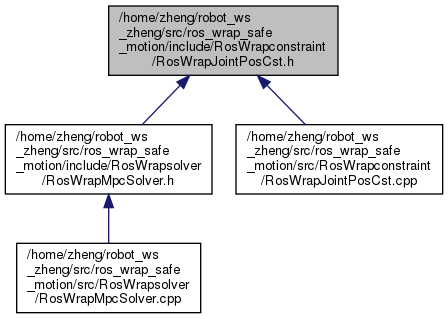 /home/zheng/robot_ws
_zheng/src/ros_wrap_safe
_motion/include/RosWrapconstraint
/RosWrapJointPosCst.h
/home/zheng/robot_ws
_zheng/src/ros_wrap_safe
_motion/include/RosWrapsolver
/RosWrapMpcSolver.h
/home/zheng/robot_ws
_zheng/src/ros_wrap_safe
_motion/src/RosWrapconstraint
/RosWrapJointPosCst.cpp
/home/zheng/robot_ws
_zheng/src/ros_wrap_safe
_motion/src/RosWrapsolver
/RosWrapMpcSolver.cpp